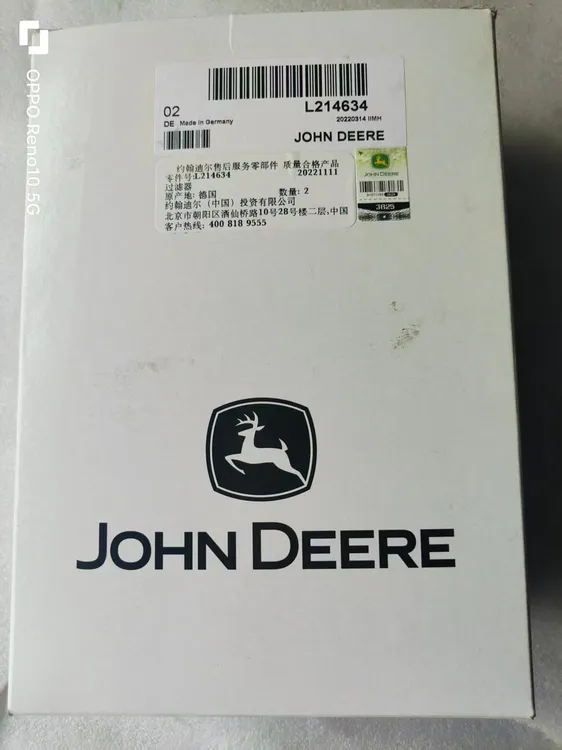 OPPO Reno10 5G
02
L214634
DE Made in Germany
20220314 IIMH
JOHN DEERE
约翰迪尔售后服务零部件 质量合格产品
零件号:L214634 20221111
过滤器
原产地: 德国 数量: 2
约翰迪尔（中国）投资有限公司
北京市朝阳区酒仙桥路10号28号楼二层,中国
客户热线: 400 818 9555
JOHN DEERE
3825
JOHN DEERE